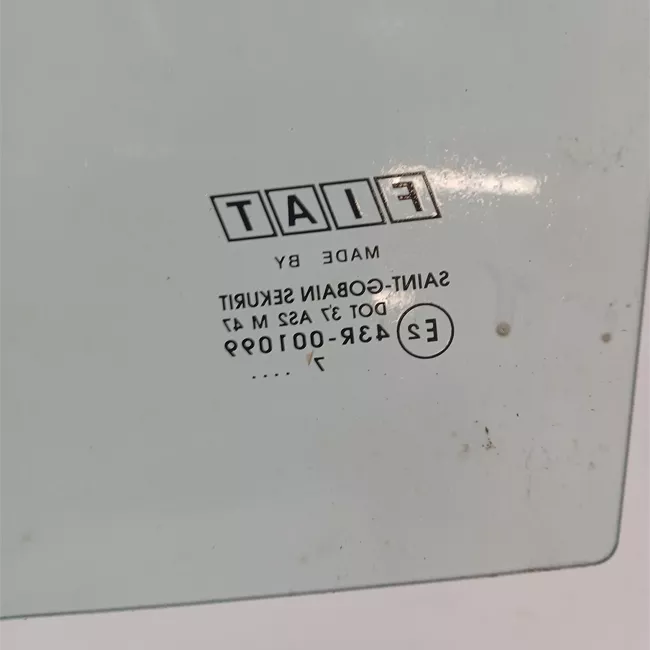 FIAT
MADE BY
SAINT-GOBAIN SEKURIT
DOT 37 AS2 M 47
E2 43R-001099
7 ....